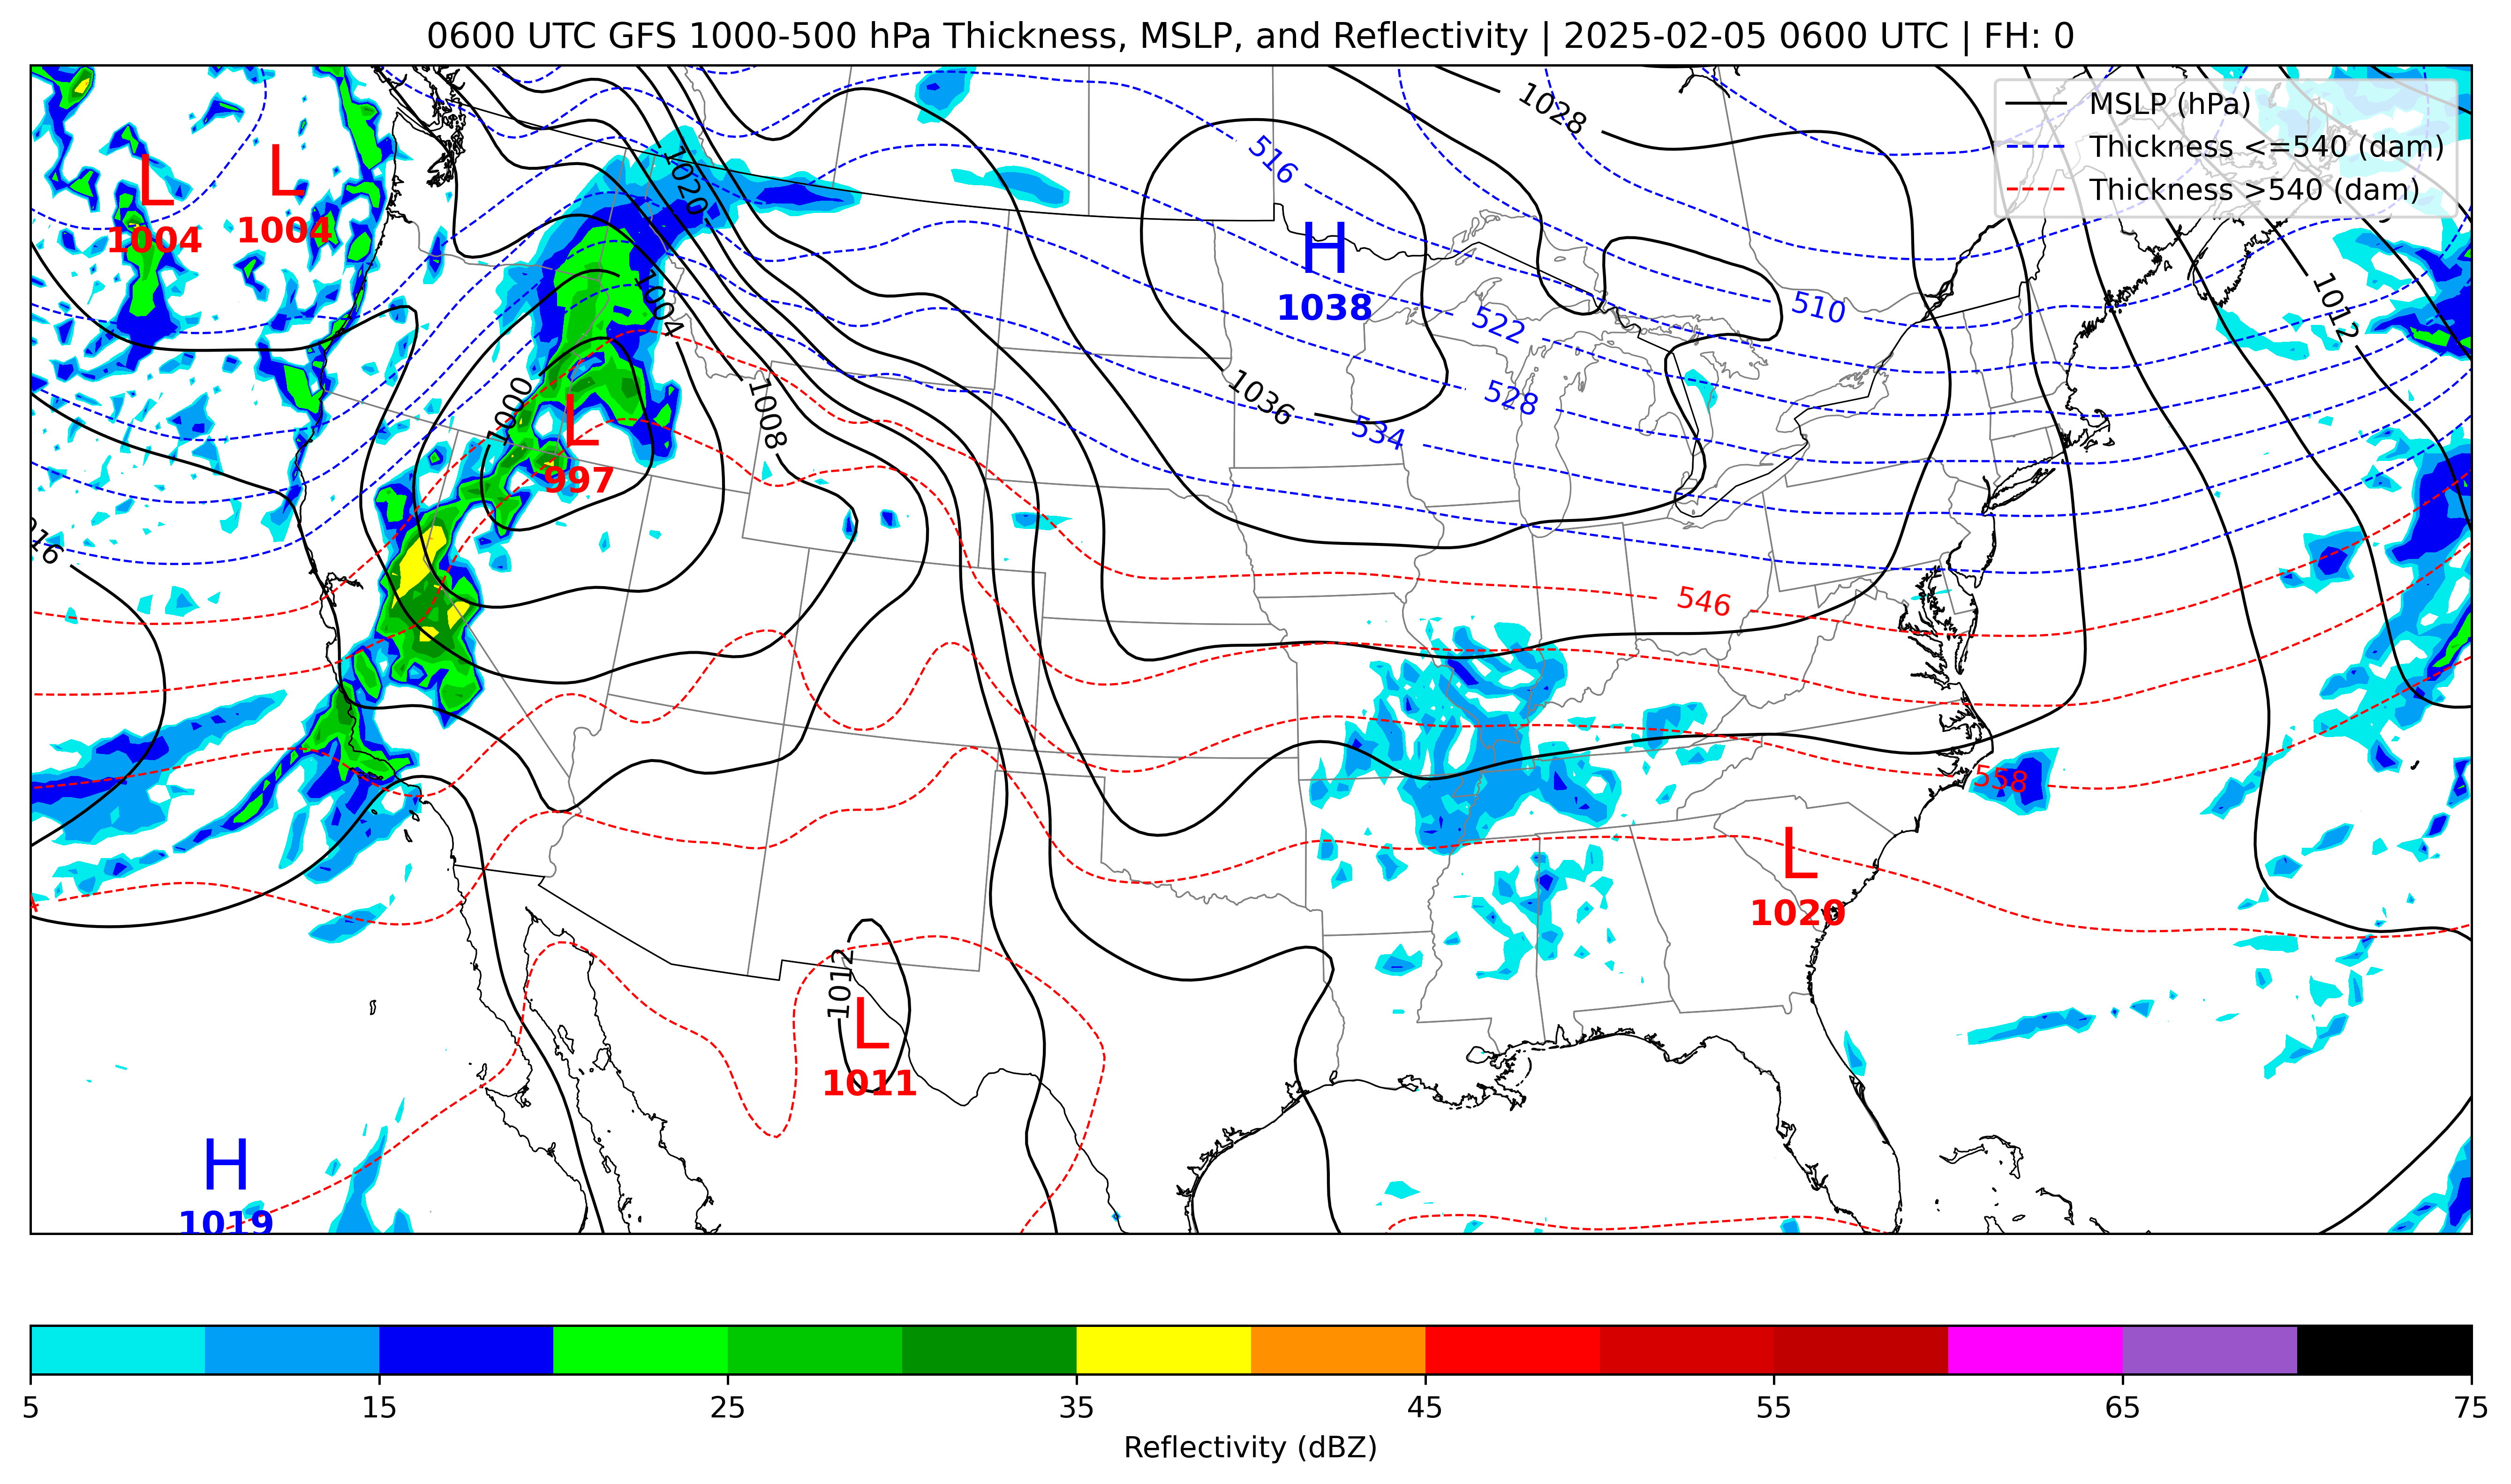 0600 UTC GFS 1000-500 hPa Thickness, MSLP, and Reflectivity | 2025-02-05 0600 UTC | FH: 0
MSLP (hPa)
Thickness <=540 (dam)
Thickness >540 (dam)
1028
516
1020
L
1004
L
1004
H
1038
1004
510
522
1012
1000
1008
1036
528
534
L
997
16
546
558
L
1029
1012
L
1011
H
1019
5
15
25
35
45
55
65
75
Reflectivity (dBZ)